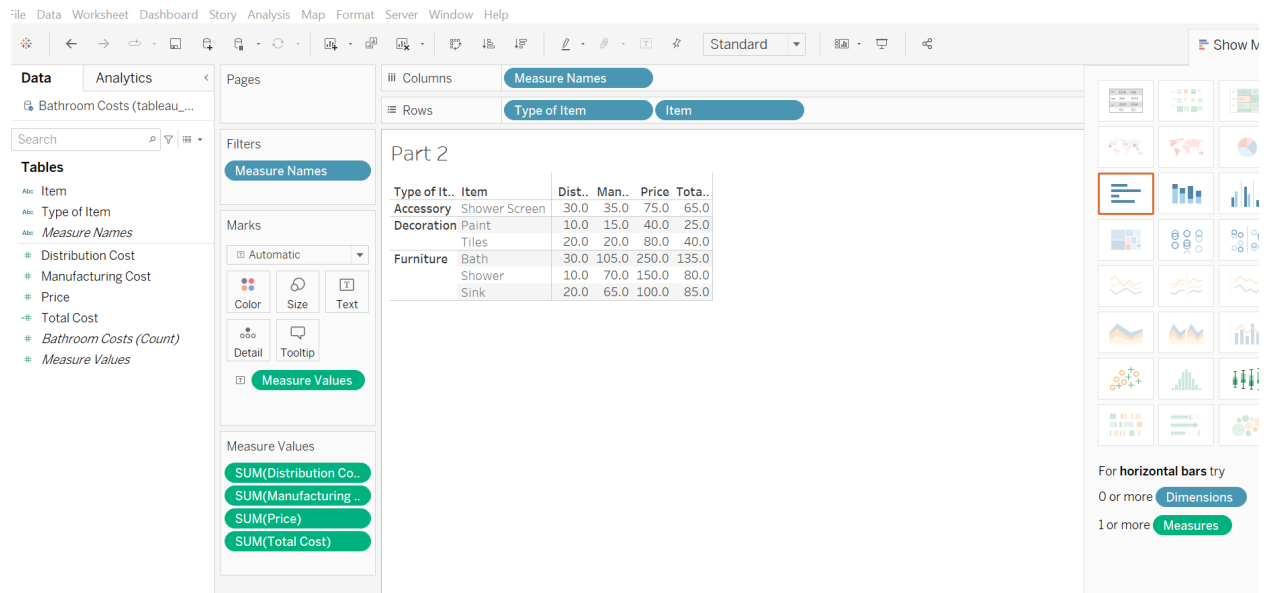 File Data Worksheet Dashboard Story Analysis Map Format Server Window Help
Standard
Show M
Data Analytics
Bathroom Costs (tableau_...
Search
Tables
Abc Item
Abc Type of Item
Abc Measure Names
# Distribution Cost
# Manufacturing Cost
# Price
# Total Cost
# Bathroom Costs (Count)
# Measure Values
Pages
Filters
Measure Names
Marks
Automatic
Color Size Text
Detail Tooltip
Measure Values
Measure Values
SUM(Distribution Co..
SUM(Manufacturing ..
SUM(Price)
SUM(Total Cost)
Columns Measure Names
Rows Type of Item Item
Part 2
Type of It.. Item Dist.. Man.. Price Tota..
Accessory Shower Screen 30.0 35.0 75.0 65.0
Decoration Paint 10.0 15.0 40.0 25.0
Tiles 20.0 20.0 80.0 40.0
Furniture Bath 30.0 105.0 250.0 135.0
Shower 10.0 70.0 150.0 80.0
Sink 20.0 65.0 100.0 85.0
For horizontal bars try
0 or more Dimensions
1 or more Measures